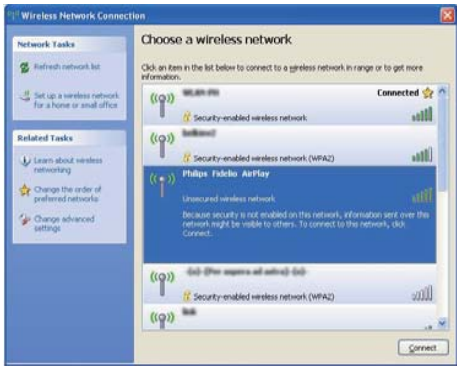 Wireless Network Connection
Network Tasks
Refresh network list
Set up a wireless network
for a home or small office
Related Tasks
Learn about wireless
networking
Change the order of
preferred networks
Change advanced
settings
Choose a wireless network
Click an item in the list below to connect to a wireless network in range or to get more
information.
Connected
Security-enabled wireless network
Security-enabled wireless network (WPA2)
Philips Fidelio AirPlay
Unsecured wireless network
Because security is not enabled on this network, information sent over this
network might be visible to others. To connect to this network, click
Connect.
Security-enabled wireless network (WPA2)
Connect